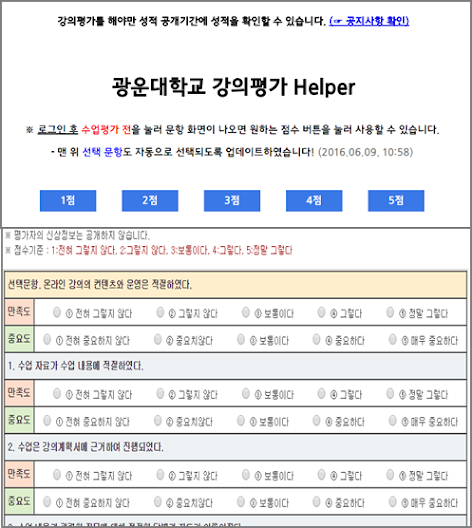 강의평가를 해야만 성적 공개기간에 성적을 확인할 수 있습니다. (☞ 공지사항 확인)
광운대학교 강의평가 Helper
※ 로그인 후 수업평가 전을 눌러 문항 화면이 나오면 원하는 점수 버튼을 눌러 사용할 수 있습니다.
- 맨 위 선택 문항도 자동으로 선택되도록 업데이트하였습니다! (2016.06.09. 10:58)
1점 2점 3점 4점 5점
※ 평가자의 신상정보는 공개하지 않습니다.
※ 점수기준 : 1:전혀 그렇지 않다, 2:그렇지 않다, 3:보통이다, 4:그렇다, 5:정말 그렇다
선택문항. 온라인 강의의 컨텐츠와 운영은 적절하였다.
만족도 ① 전혀 그렇지 않다 ② 그렇지 않다 ③ 보통이다 ④ 그렇다 ⑤ 정말 그렇다
중요도 ① 전혀 중요하지 않다 ② 중요치않다 ③ 보통이다 ④ 중요하다 ⑤ 매우 중요하다
1. 수업 자료가 수업 내용에 적절하였다.
만족도 ① 전혀 그렇지 않다 ② 그렇지 않다 ③ 보통이다 ④ 그렇다 ⑤ 정말 그렇다
중요도 ① 전혀 중요하지 않다 ② 중요치않다 ③ 보통이다 ④ 중요하다 ⑤ 매우 중요하다
2. 수업은 강의계획서에 근거하여 진행되었다.
만족도 ① 전혀 그렇지 않다 ② 그렇지 않다 ③ 보통이다 ④ 그렇다 ⑤ 정말 그렇다
중요도 ① 전혀 중요하지 않다 ② 중요치않다 ③ 보통이다 ④ 중요하다 ⑤ 매우 중요하다